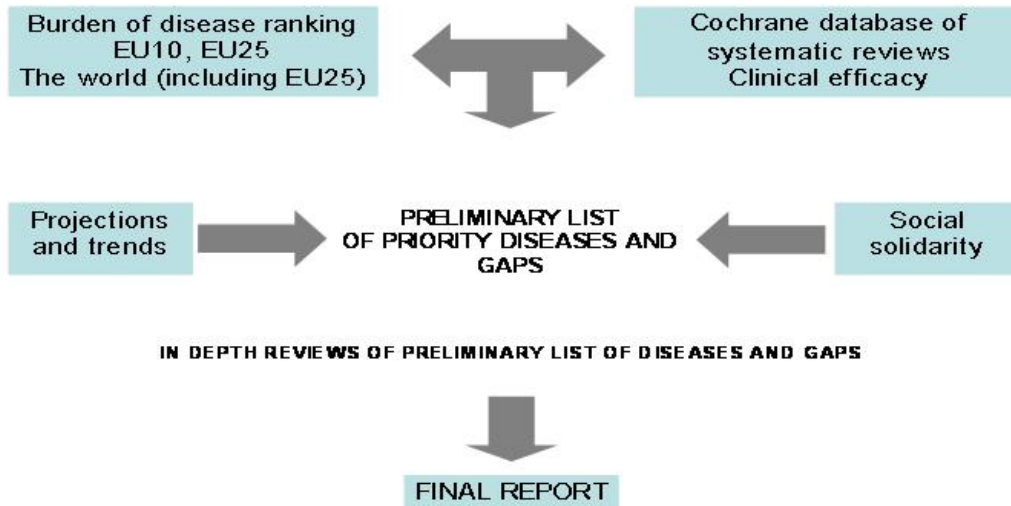 Burden of disease ranking
EU10, EU25
The world (including EU25)
Cochrane database of
systematic reviews
Clinical efficacy
Projections
and trends
PRELIMINARY LIST
OF PRIORITY DISEASES AND
GAPS
Social
solidarity
IN DEPTH REVIEWS OF PRELIMINARY LIST OF DISEASES AND GAPS
FINAL REPORT